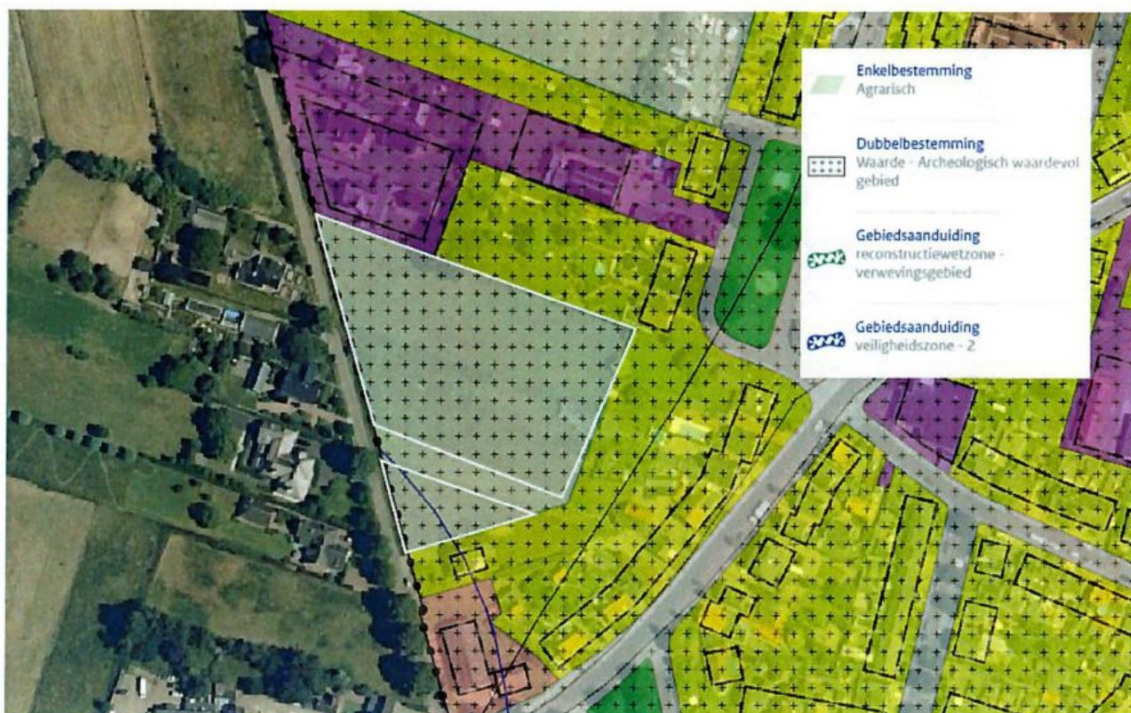 Enkelbestemming
Agrarisch
Dubbelbestemming
Waarde - Archeologisch waardevol
gebied
Gebiedsaanduiding
reconstructiewetzone -
verwevingsgebied
Gebiedsaanduiding
veiligheidszone - 2